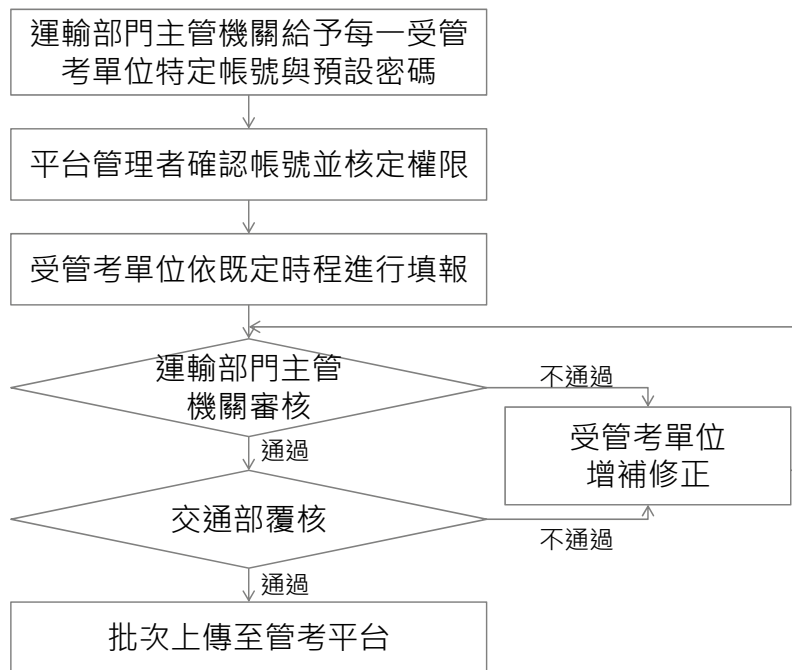 運輸部門主管機關給予每一受管
考單位特定帳號與預設密碼
平台管理者確認帳號並核定權限
受管考單位依既定時程進行填報
運輸部門主管
機關審核
不通過
受管考單位
增補修正
通過
交通部覆核
不通過
通過
批次上傳至管考平台